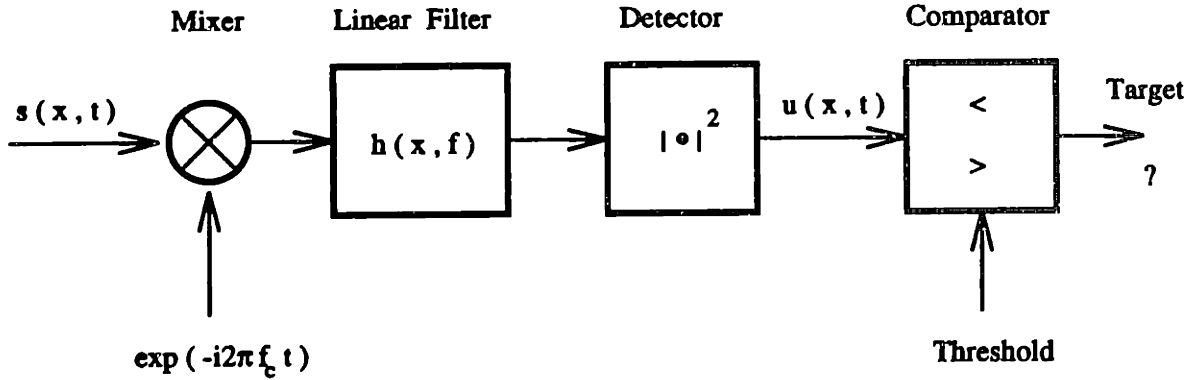 Mixer
Linear Filter
Detector
Comparator
s(x,t)
h(x,f)
|•|²
u(x,t)
<
>
Target
?
exp(-i2πf_c t)
Threshold